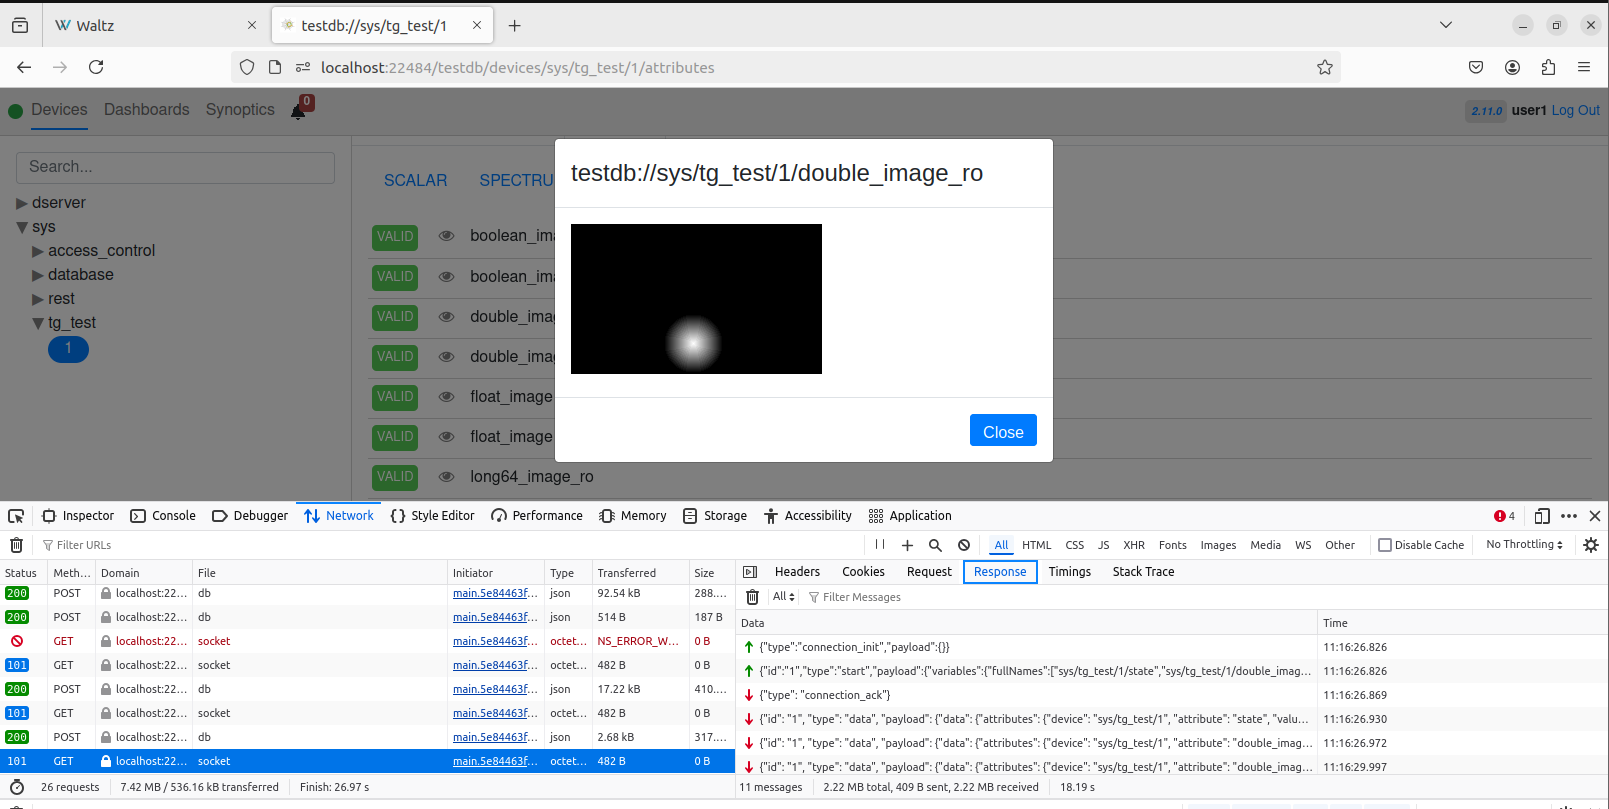 Waltz
testdb://sys/tg_test/1
localhost:22484/testdb/devices/sys/tg_test/1/attributes
Devices Dashboards Synoptics 0
2.11.0 user1 Log Out
Search...
dserver
sys
access_control
database
rest
tg_test
1
SCALAR SPECTRU
VALID boolean_ima
VALID boolean_ima
VALID double_ima
VALID double_ima
VALID float_image
VALID float_image
VALID long64_image_ro
testdb://sys/tg_test/1/double_image_ro
Close
Inspector Console Debugger Network Style Editor Performance Memory Storage Accessibility Application 4
Filter URLs All HTML CSS JS XHR Fonts Images Media WS Other Disable Cache No Throttling
Status Meth... Domain File Initiator Type Transferred Size
200 POST localhost:22... db main.5e84463f... json 92.54 kB 288....
200 POST localhost:22... db main.5e84463f... json 514 B 187 B
GET localhost:22... socket main.5e84463f... octet... NS_ERROR_W... 0 B
101 GET localhost:22... socket main.5e84463f... octet... 482 B 0 B
200 POST localhost:22... db main.5e84463f... json 17.22 kB 410....
101 GET localhost:22... socket main.5e84463f... octet... 482 B 0 B
200 POST localhost:22... db main.5e84463f... json 2.68 kB 317....
101 GET localhost:22... socket main.5e84463f... octet... 482 B 0 B
26 requests 7.42 MB / 536.16 kB transferred Finish: 26.97 s
Headers Cookies Request Response Timings Stack Trace
All Filter Messages
Data Time
{"type":"connection_init","payload":{}} 11:16:26.826
{"id":"1","type":"start","payload":{"variables":{"fullNames":["sys/tg_test/1/state","sys/tg_test/1/double_imag... 11:16:26.826
{"type": "connection_ack"} 11:16:26.869
{"id": "1", "type": "data", "payload": {"data": {"attributes": {"device": "sys/tg_test/1", "attribute": "state", "valu... 11:16:26.930
{"id": "1", "type": "data", "payload": {"data": {"attributes": {"device": "sys/tg_test/1", "attribute": "double_imag... 11:16:26.972
{"id": "1", "type": "data", "payload": {"data": {"attributes": {"device": "sys/tg_test/1", "attribute": "double_imag... 11:16:29.997
11 messages 2.22 MB total, 409 B sent, 2.22 MB received 18.19 s